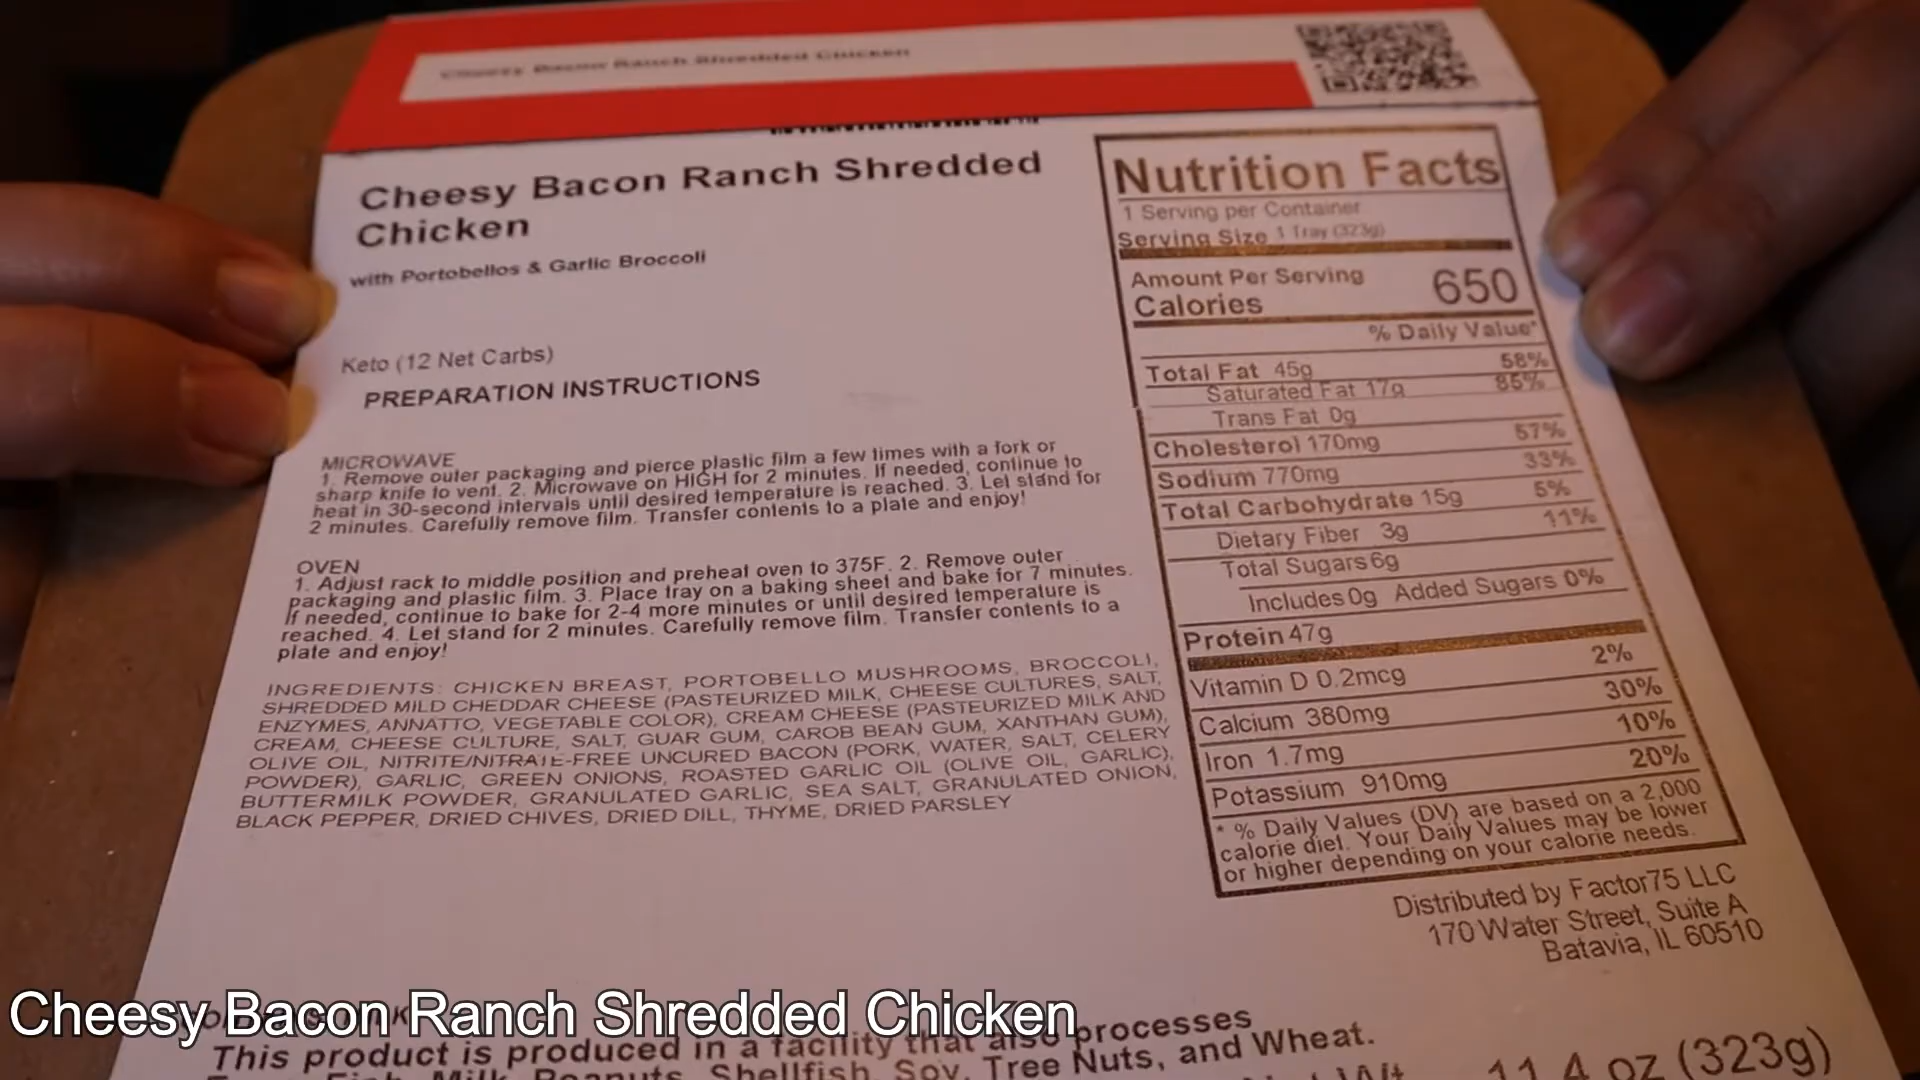 Cheesy Bacon Ranch Shredded Chicken
Cheesy Bacon Ranch Shredded
Chicken
with Portobellos & Garlic Broccoli
Keto (12 Net Carbs)
PREPARATION INSTRUCTIONS
MICROWAVE
1. Remove outer packaging and pierce plastic film a few times with a fork or
sharp knife to vent. 2. Microwave on HIGH for 2 minutes. If needed, continue to
heat in 30-second intervals until desired temperature is reached. 3. Let stand for
2 minutes. Carefully remove film. Transfer contents to a plate and enjoy!
OVEN
1. Adjust rack to middle position and preheat oven to 375F. 2. Remove outer
packaging and plastic film. 3. Place tray on a baking sheet and bake for 7 minutes.
If needed, continue to bake for 2-4 more minutes or until desired temperature is
reached. 4. Let stand for 2 minutes. Carefully remove film. Transfer contents to a
plate and enjoy!
INGREDIENTS: CHICKEN BREAST, PORTOBELLO MUSHROOMS, BROCCOLI,
SHREDDED MILD CHEDDAR CHEESE (PASTEURIZED MILK, CHEESE CULTURES, SALT,
ENZYMES, ANNATTO, VEGETABLE COLOR), CREAM CHEESE (PASTEURIZED MILK AND
CREAM, CHEESE CULTURE, SALT, GUAR GUM, CAROB BEAN GUM, XANTHAN GUM),
OLIVE OIL, NITRITE/NITRATE-FREE UNCURED BACON (PORK, WATER, SALT, CELERY
POWDER), GARLIC, GREEN ONIONS, ROASTED GARLIC OIL (OLIVE OIL, GARLIC),
BUTTERMILK POWDER, GRANULATED GARLIC, SEA SALT, GRANULATED ONION,
BLACK PEPPER, DRIED CHIVES, DRIED DILL, THYME, DRIED PARSLEY
Nutrition Facts
1 Serving per Container
Serving Size 1 Tray (323g)
Amount Per Serving
Calories 650
% Daily Value*
Total Fat 45g 58%
Saturated Fat 17g 85%
Trans Fat 0g
Cholesterol 170mg 57%
Sodium 770mg 33%
Total Carbohydrate 15g 5%
Dietary Fiber 3g 11%
Total Sugars 6g
Includes 0g Added Sugars 0%
Protein 47g
Vitamin D 0.2mcg 2%
Calcium 380mg 30%
Iron 1.7mg 10%
Potassium 910mg 20%
* % Daily Values (DV) are based on a 2,000
calorie diet. Your Daily Values may be lower
or higher depending on your calorie needs.
Distributed by Factor75 LLC
170 Water Street, Suite A
Batavia, IL 60510
Cheesy Bacon Ranch Shredded Chicken
This product is produced in a facility that also processes
Milk, Peanuts, Shellfish, Soy, Tree Nuts, and Wheat.
11.4 oz (323g)